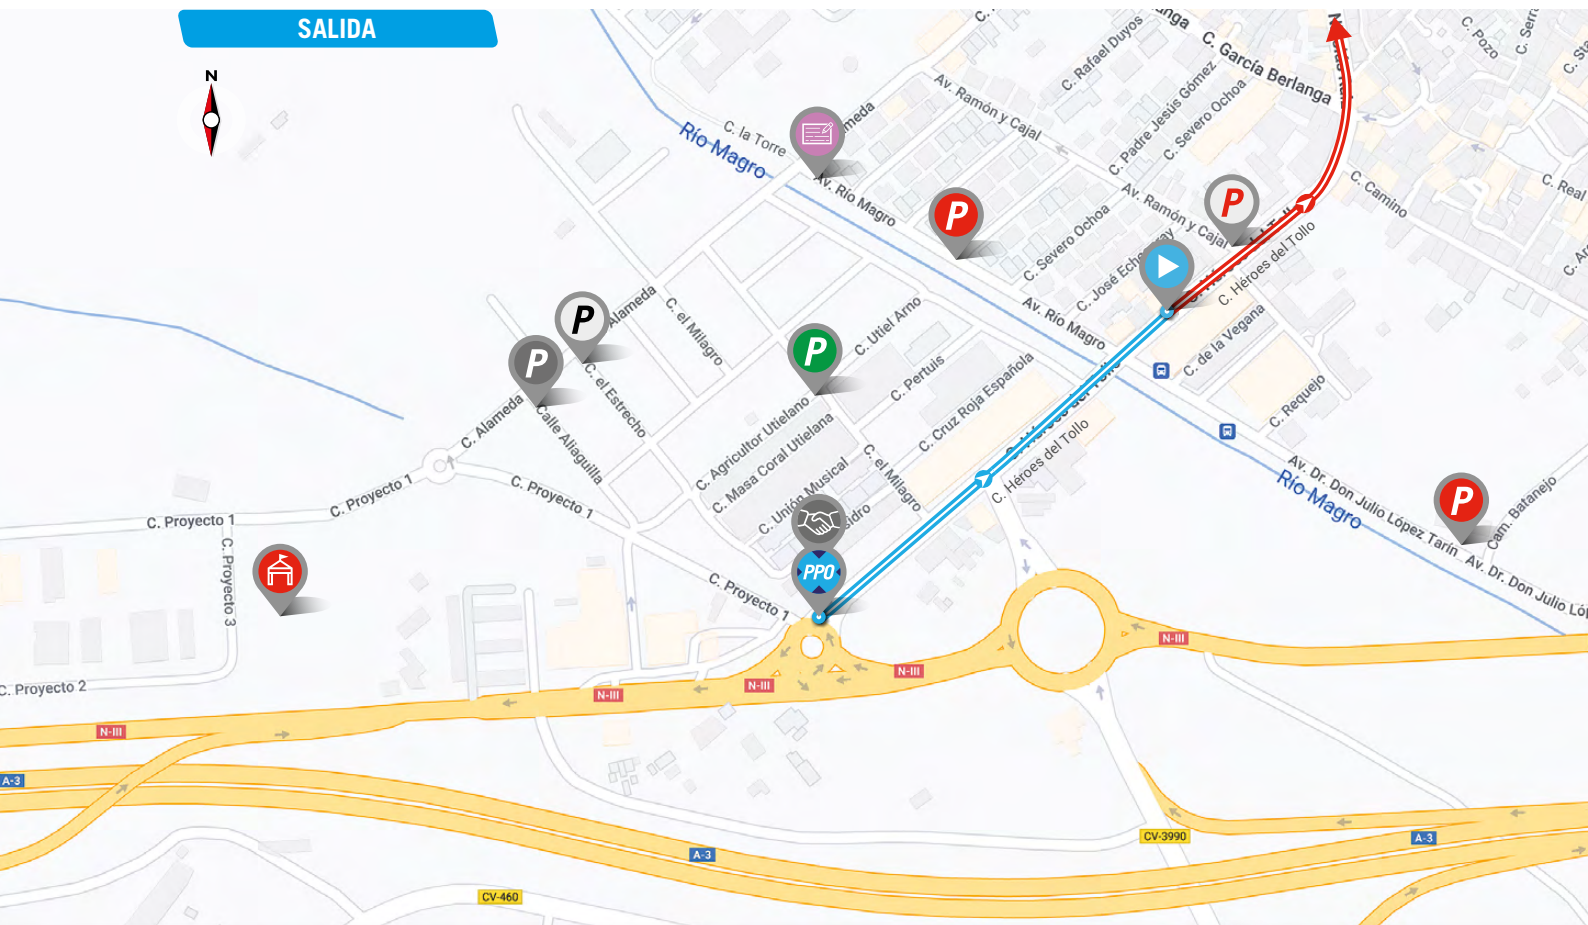 SALIDA
N
C. García Berlanga
C. Rafael Duyos
C. Pozo
Av. Ramón y Cajal
C. Padre Jesús Gómez
C. Severo Ochoa
C. la Torre
Río Magro
Av. Río Magro
P
P
Av. Ramón y Cajal
C. Camino
C. Real
C. Severo Ochoa
C. Héroes del Tollo
Av. Río Magro
C. de la Vegana
C. Requejo
P
Alameda
C. el Milagro
P
C. el Estrecho
P
C. Utiel Arno
C. Pertuis
C. Cruz Roja Española
C. Alameda
Calle Aliaguilla
C. Agricultor Utielano
C. Masa Coral Utielana
C. Unión Musical
C. el Milagro
C. Héroes del Tollo
Av. Dr. Don Julio López Tarín
Río Magro
P
Cam. Batanejo
Av. Dr. Don Julio Ló
C. Proyecto 1
C. Proyecto 1
C. Proyecto 1
C. Proyecto 3
C. Proyecto 2
C. Proyecto 1
PPO
N-III
N-III
N-III
N-III
N-III
A-3
A-3
A-3
CV-3990
CV-460